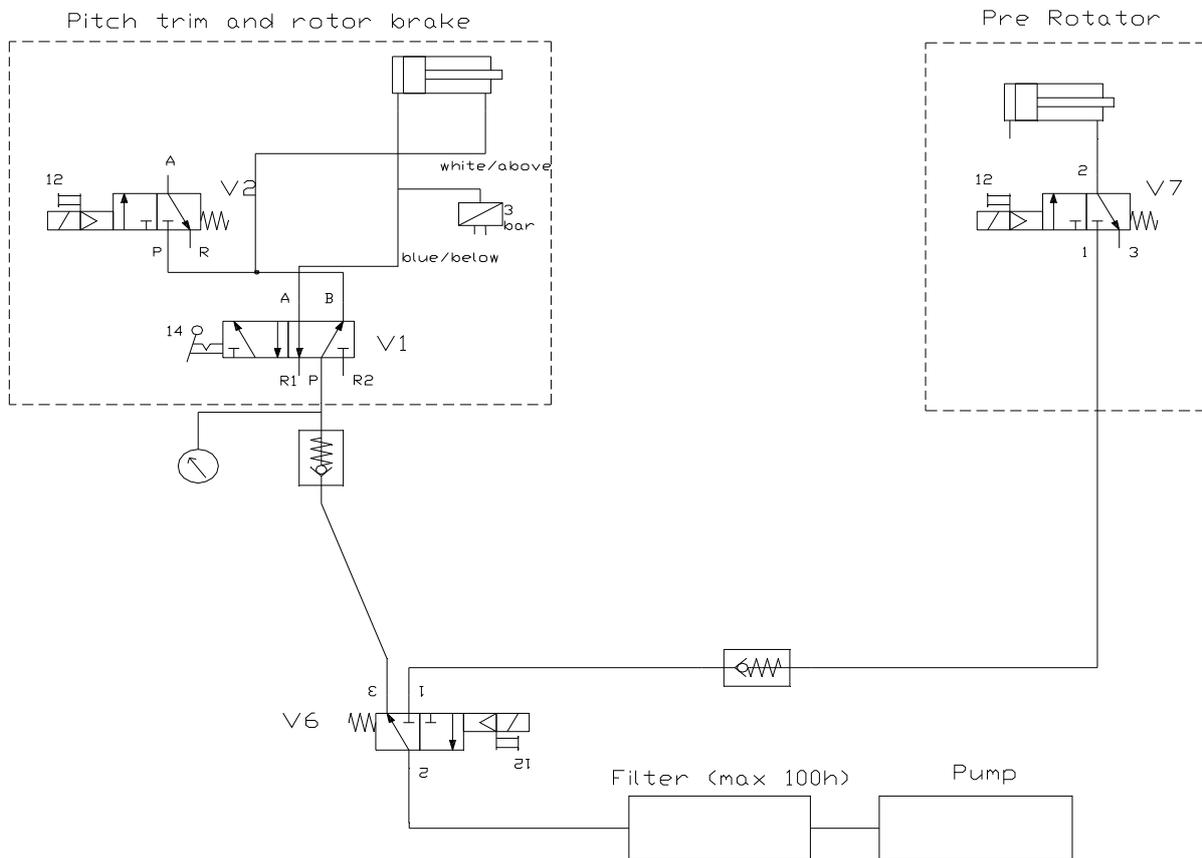 Pitch trim and rotor brake
Pre Rotator
white/above
A
12
V2
3
bar
P
R
blue/below
A
B
14
V1
R1
P
R2
2
12
V7
1
3
3
1
V6
12
2
Filter (max 100h)
Pump